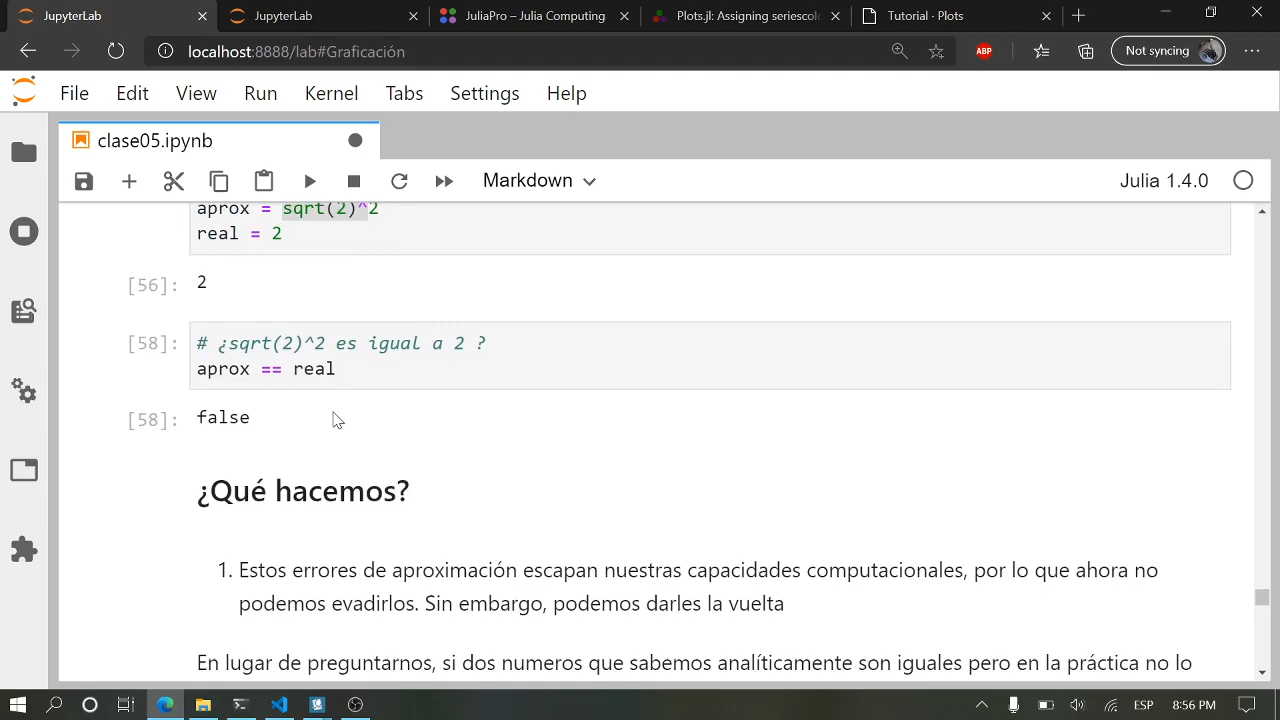 JupyterLab
JupyterLab
JuliaPro – Julia Computing
Plots.jl: Assigning seriescolo
Tutorial · Plots
localhost:8888/lab#Graficación
ABP
Not syncing
File Edit View Run Kernel Tabs Settings Help
clase05.ipynb
Markdown
Julia 1.4.0
aprox = sqrt(2)^2
real = 2
[56]: 2
[58]: # ¿sqrt(2)^2 es igual a 2 ?
aprox == real
[58]: false
¿Qué hacemos?
1. Estos errores de aproximación escapan nuestras capacidades computacionales, por lo que ahora no
podemos evadirlos. Sin embargo, podemos darles la vuelta
En lugar de preguntarnos, si dos numeros que sabemos analíticamente son iguales pero en la práctica no lo
ESP
8:56 PM